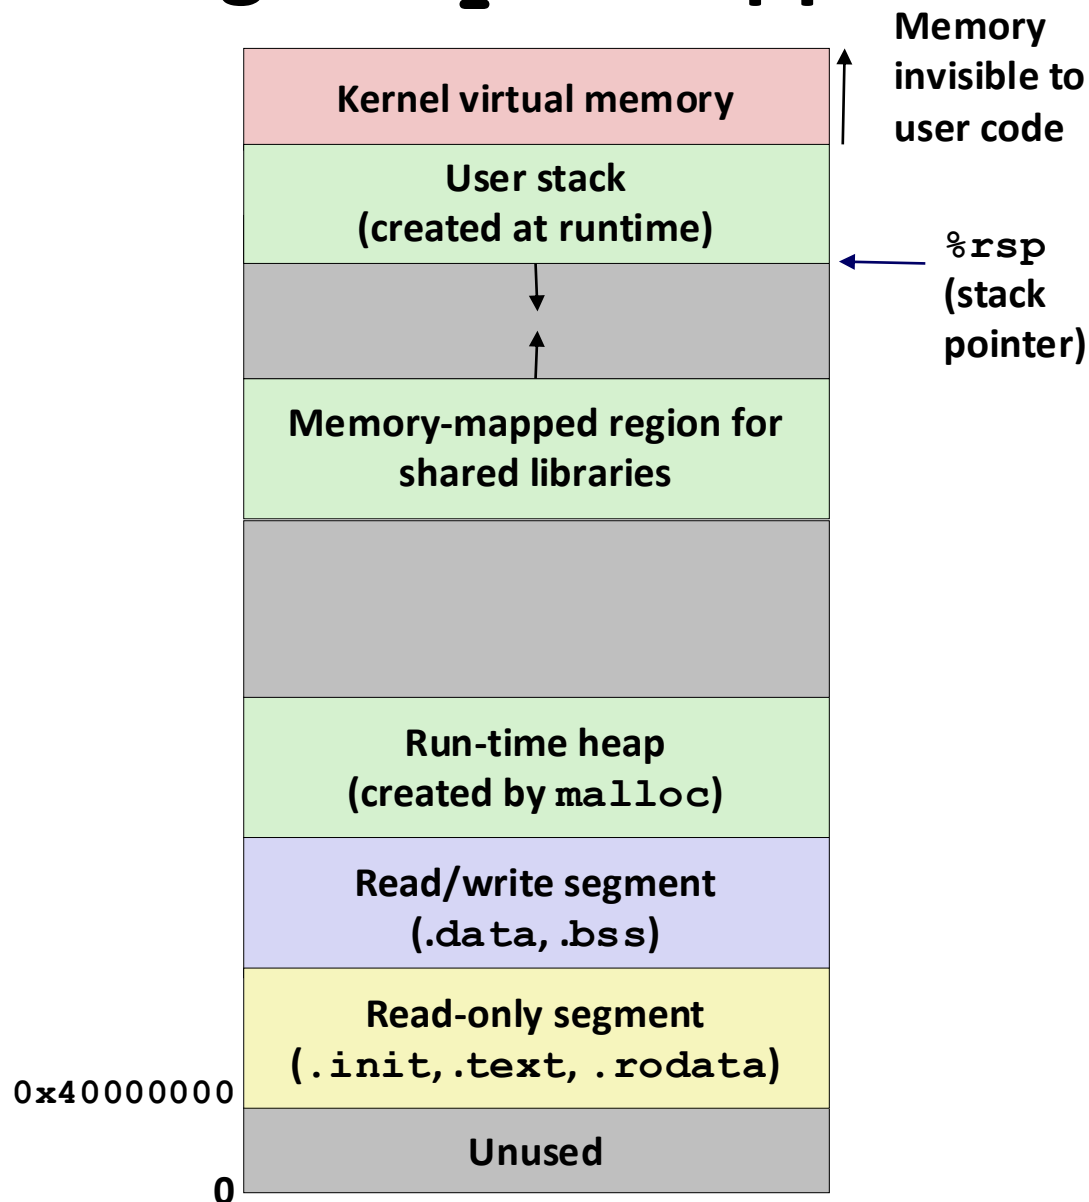 Memory
invisible to
user code
Kernel virtual memory
User stack
(created at runtime)
%rsp
(stack
pointer)
Memory-mapped region for
shared libraries
Run-time heap
(created by malloc)
Read/write segment
(.data, .bss)
Read-only segment
(.init, .text, .rodata)
0x40000000
Unused
0